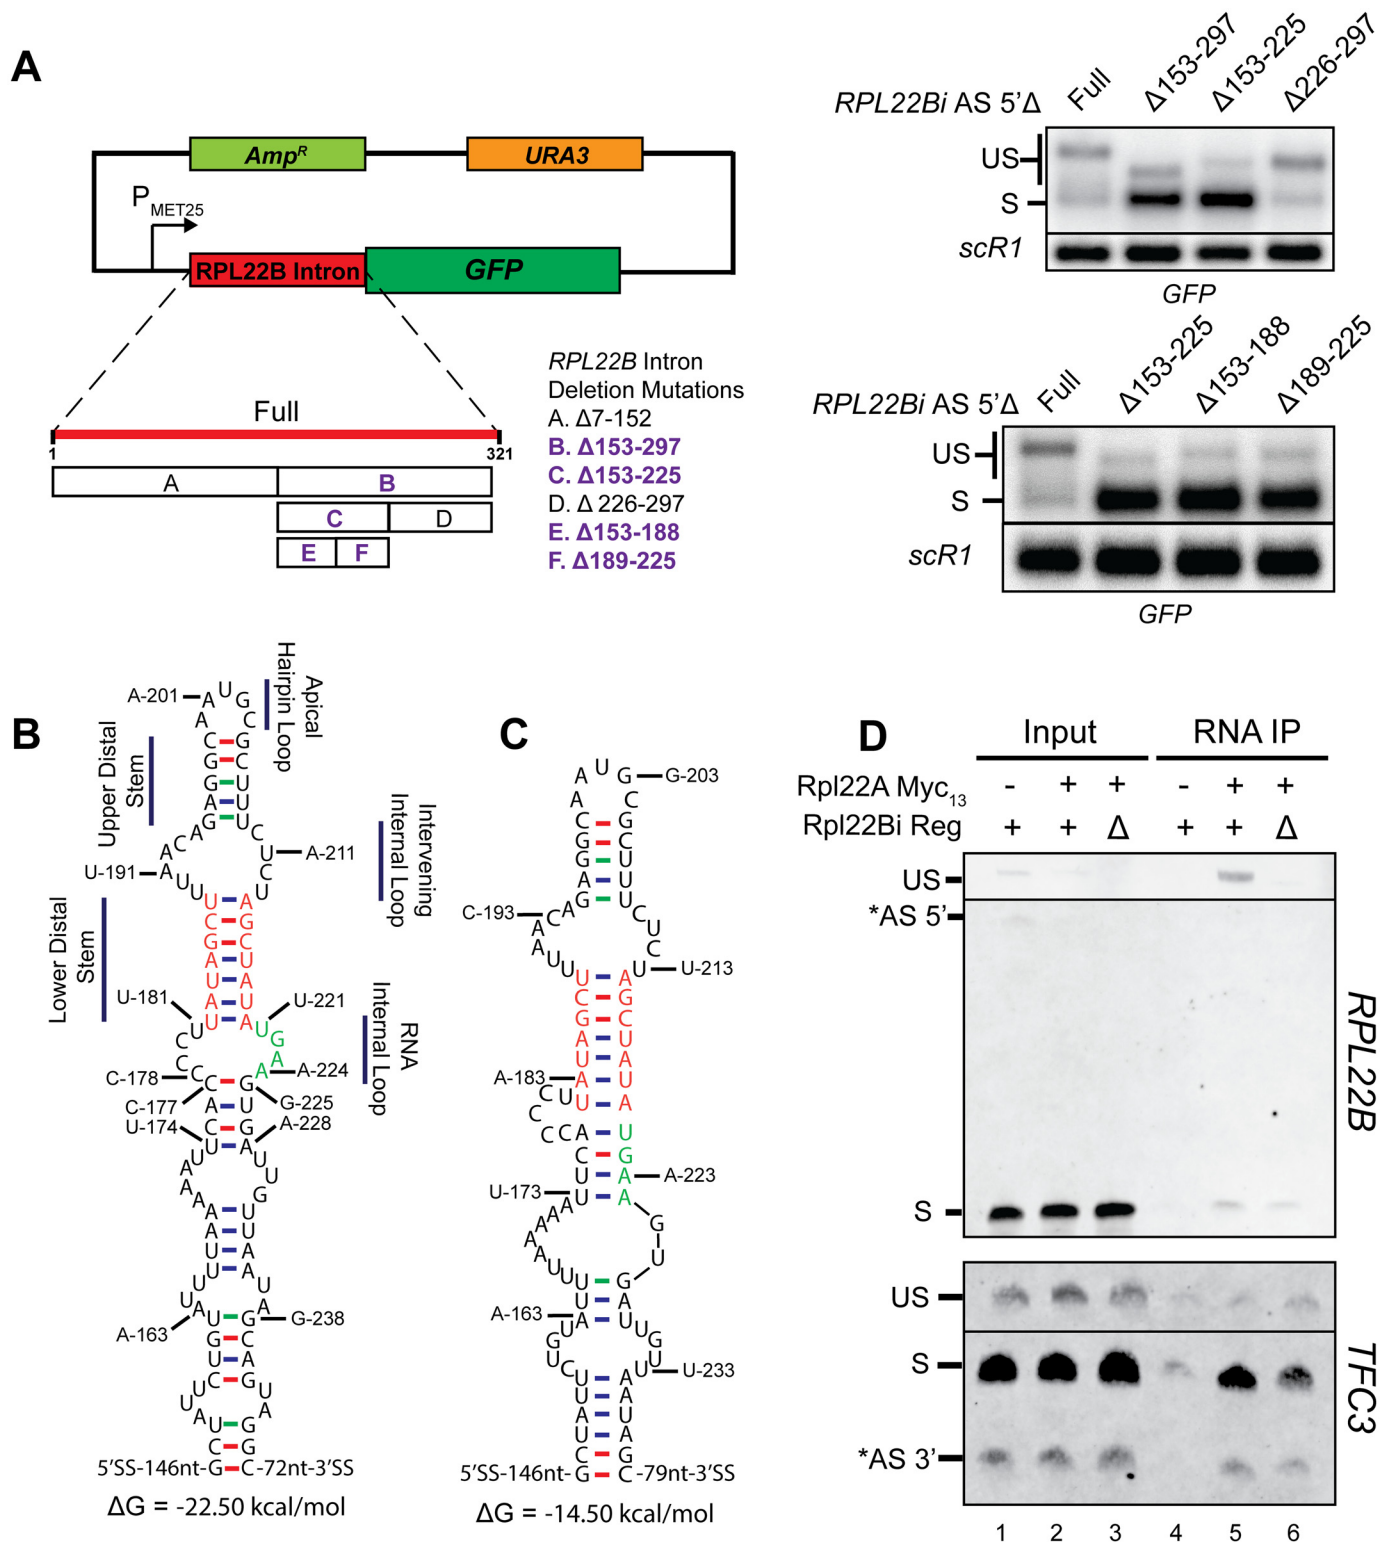 A
Amp^R
URA3
P MET25
RPL22B Intron
GFP
Full
1
321
A
B
C
D
E
F
RPL22B Intron
Deletion Mutations
A. Δ7-152
B. Δ153-297
C. Δ153-225
D. Δ 226-297
E. Δ153-188
F. Δ189-225
RPL22Bi AS 5’Δ
Full
Δ153-297
Δ153-225
Δ226-297
US
S
scR1
GFP
RPL22Bi AS 5’Δ
Full
Δ153-225
Δ153-188
Δ189-225
US
S
scR1
GFP
B
Apical
Hairpin Loop
A-201
Upper Distal
Stem
Intervening
Internal Loop
A-211
U-191
Lower Distal
Stem
U-181
U-221
RNA
Internal Loop
C-178
A-224
C-177
G-225
U-174
A-228
A-163
G-238
5’SS-146nt-G
C-72nt-3’SS
ΔG = -22.50 kcal/mol
C
G-203
C-193
U-213
A-183
A-223
U-173
A-163
U-233
5’SS-146nt-G
C-79nt-3’SS
ΔG = -14.50 kcal/mol
D
Input
RNA IP
Rpl22A Myc13 - + + - + +
Rpl22Bi Reg + + Δ + + Δ
US
*AS 5’
S
RPL22B
US
S
*AS 3’
TFC3
1 2 3 4 5 6